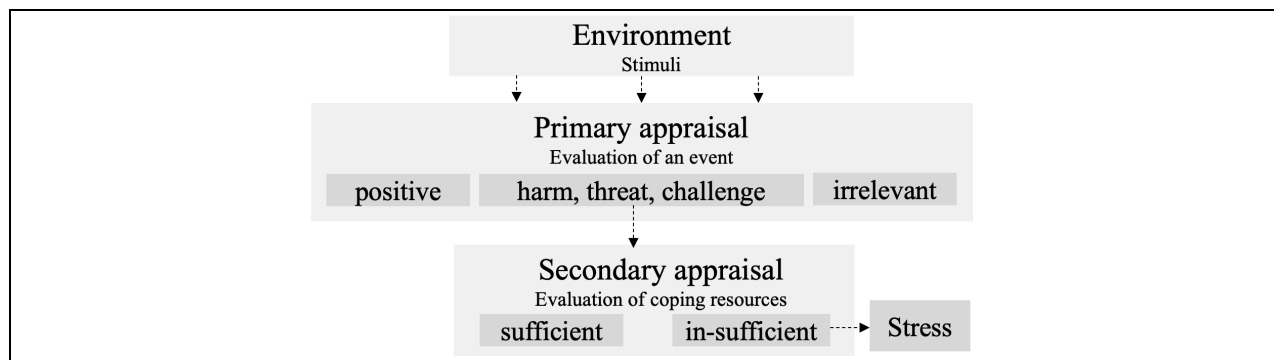 Environment
Stimuli
Primary appraisal
Evaluation of an event
positive harm, threat, challenge irrelevant
Secondary appraisal
Evaluation of coping resources
sufficient in-sufficient Stress